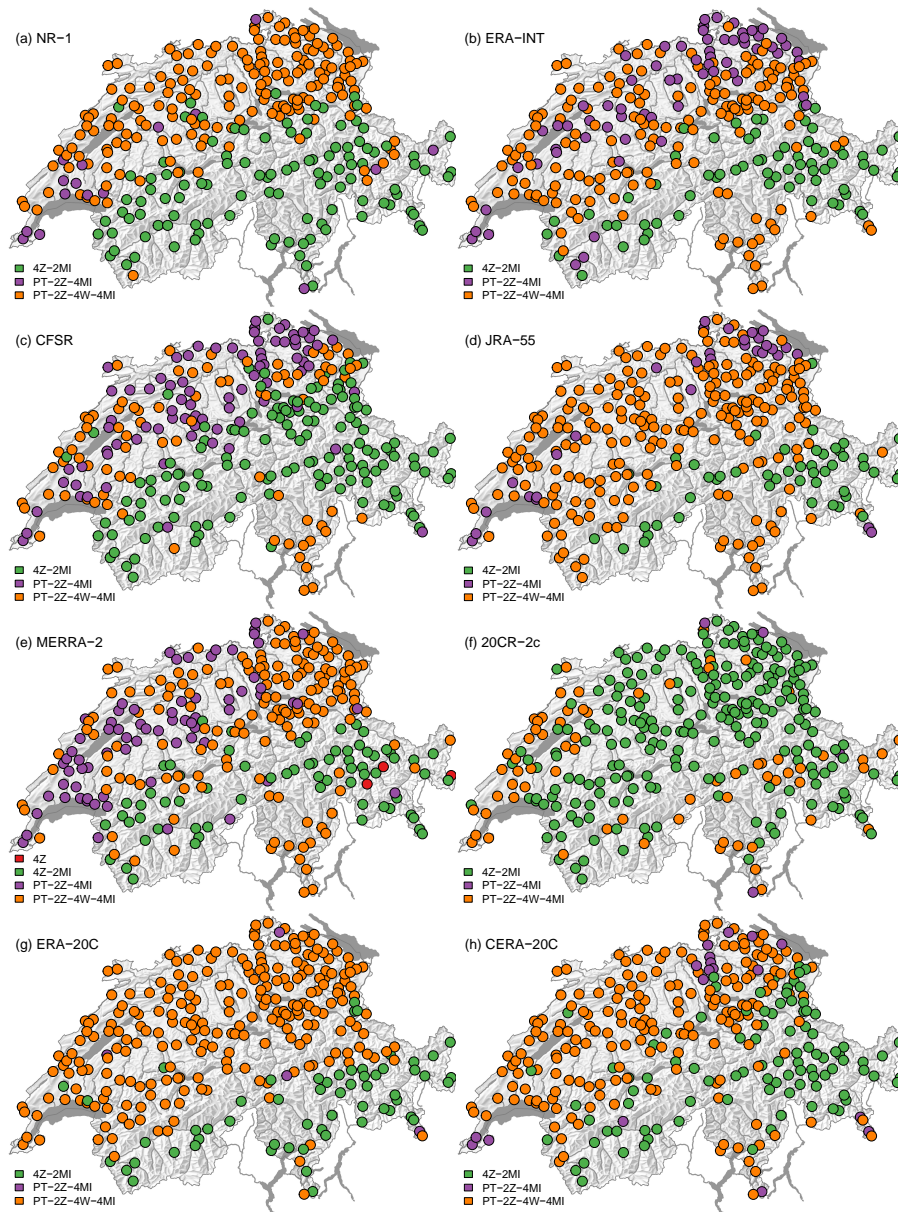 (a) NR−1
4Z−2MI
PT−2Z−4MI
PT−2Z−4W−4MI
(b) ERA−INT
4Z−2MI
PT−2Z−4MI
PT−2Z−4W−4MI
(c) CFSR
4Z−2MI
PT−2Z−4MI
PT−2Z−4W−4MI
(d) JRA−55
4Z−2MI
PT−2Z−4MI
PT−2Z−4W−4MI
(e) MERRA−2
4Z
4Z−2MI
PT−2Z−4MI
PT−2Z−4W−4MI
(f) 20CR−2c
4Z−2MI
PT−2Z−4MI
PT−2Z−4W−4MI
(g) ERA−20C
4Z−2MI
PT−2Z−4MI
PT−2Z−4W−4MI
(h) CERA−20C
4Z−2MI
PT−2Z−4MI
PT−2Z−4W−4MI